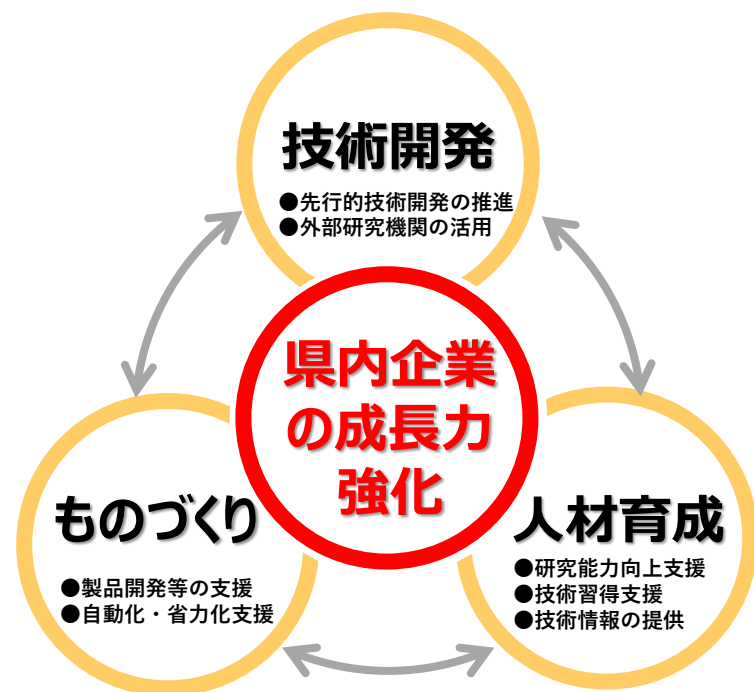 技術開発
●先行的技術開発の推進
●外部研究機関の活用
県内企業
の成長力
強化
ものづくり
●製品開発等の支援
●自動化・省力化支援
人材育成
●研究能力向上支援
●技術習得支援
●技術情報の提供